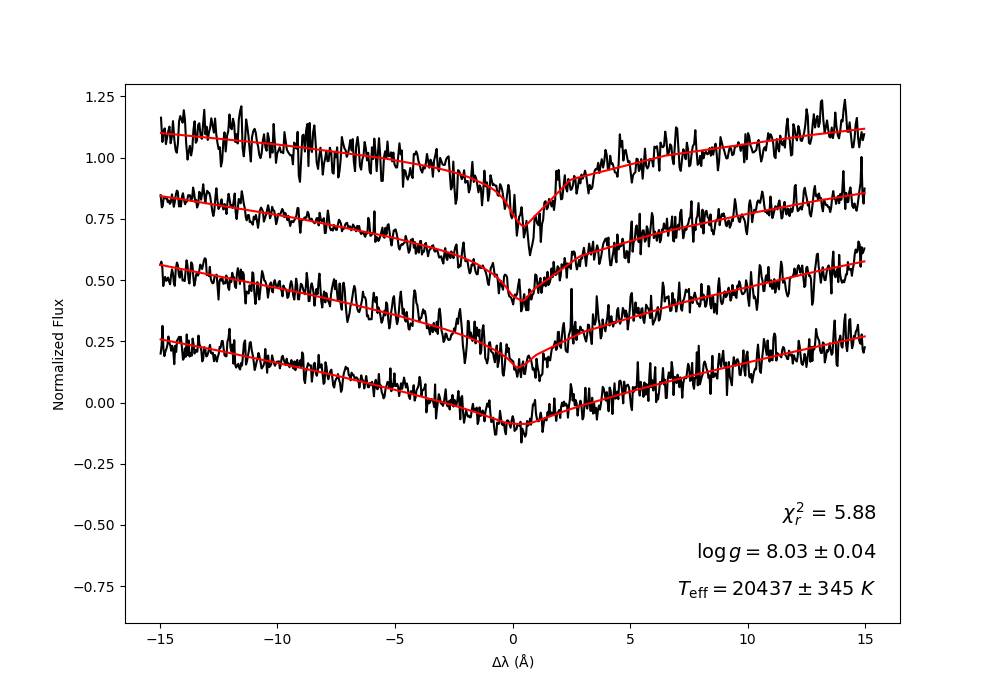 1.25
1.00
0.75
0.50
0.25
0.00
−0.25
−0.50
−0.75
Normalized Flux
χ²ᵣ = 5.88
log g = 8.03 ± 0.04
T_eff = 20437 ± 345 K
−15 −10 −5 0 5 10 15
Δλ (Å)